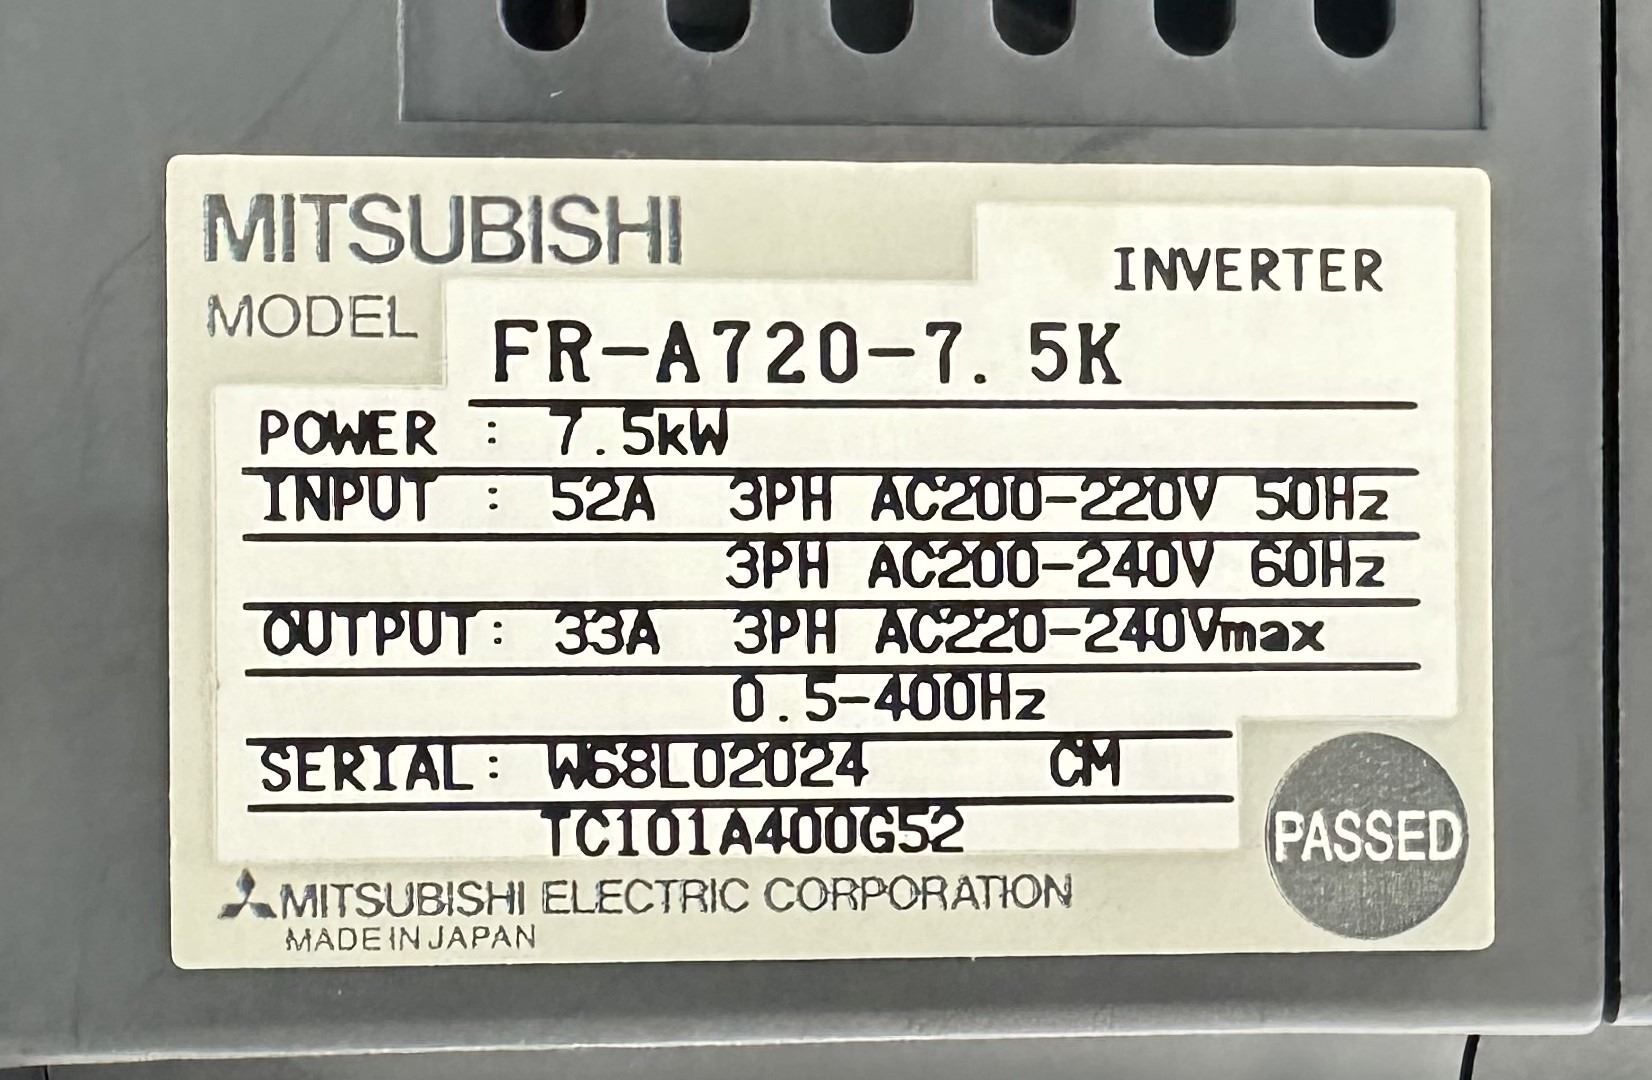 MITSUBISHI
INVERTER
MODEL FR-A720-7.5K
POWER : 7.5kW
INPUT : 52A 3PH AC200-220V 50Hz
3PH AC200-240V 60Hz
OUTPUT: 33A 3PH AC220-240Vmax
0.5-400Hz
SERIAL: W68L02024 CM
TC101A400G52
PASSED
MITSUBISHI ELECTRIC CORPORATION
MADE IN JAPAN